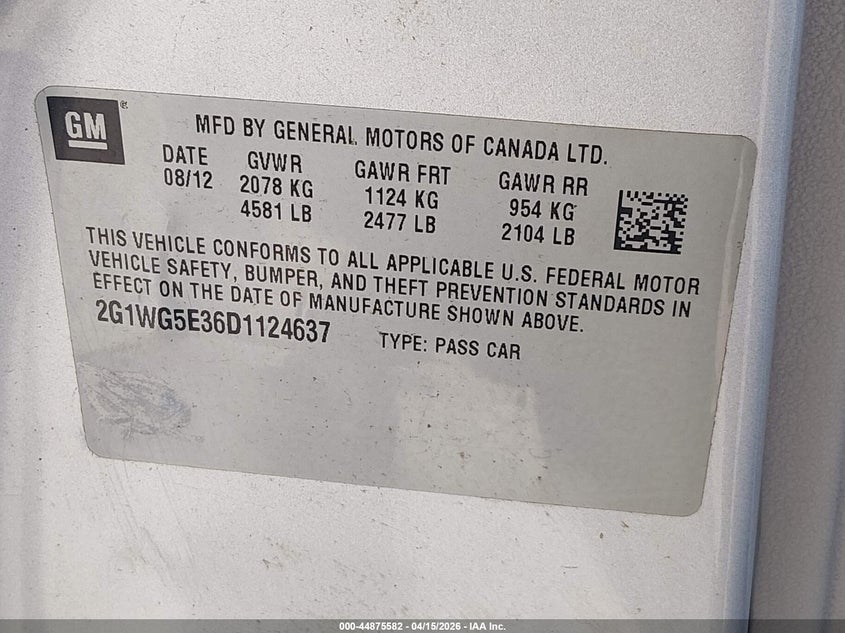 GM ®
MFD BY GENERAL MOTORS OF CANADA LTD.
DATE GVWR GAWR FRT GAWR RR
08/12 2078 KG 1124 KG 954 KG
4581 LB 2477 LB 2104 LB
THIS VEHICLE CONFORMS TO ALL APPLICABLE U.S. FEDERAL MOTOR
VEHICLE SAFETY, BUMPER, AND THEFT PREVENTION STANDARDS IN
EFFECT ON THE DATE OF MANUFACTURE SHOWN ABOVE.
2G1WG5E36D1124637 TYPE: PASS CAR
000-44875582 - 04/15/2026 - IAA Inc.